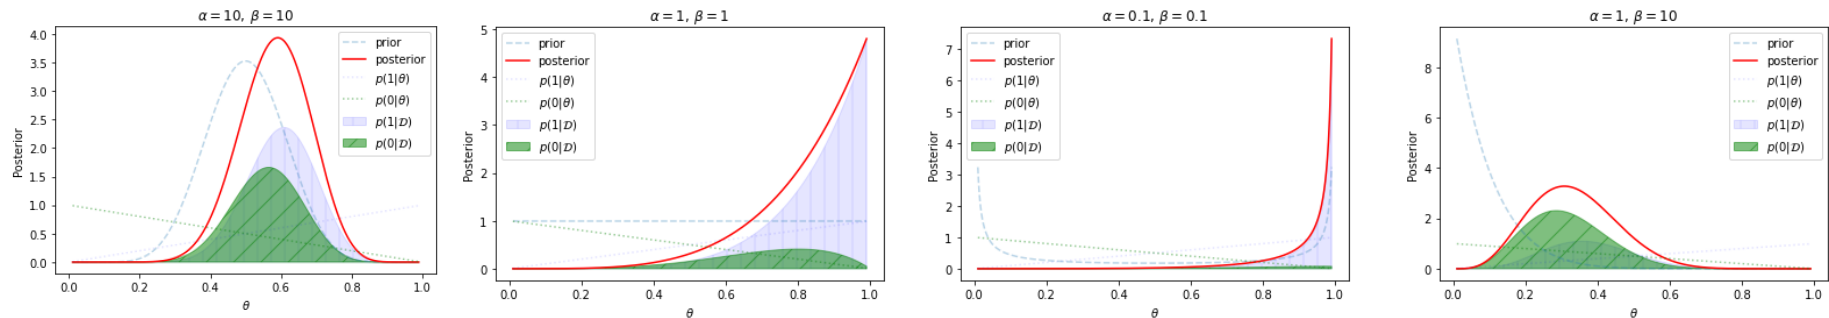 α = 10, β = 10
4.0
3.5
3.0
2.5
2.0
1.5
1.0
0.5
0.0
Posterior
prior
posterior
p(1|θ)
p(0|θ)
p(1|𝒟)
p(0|𝒟)
0.0 0.2 0.4 0.6 0.8 1.0
θ
α = 1, β = 1
5
4
3
2
1
0
Posterior
prior
posterior
p(1|θ)
p(0|θ)
p(1|𝒟)
p(0|𝒟)
0.0 0.2 0.4 0.6 0.8 1.0
θ
α = 0.1, β = 0.1
7
6
5
4
3
2
1
0
Posterior
prior
posterior
p(1|θ)
p(0|θ)
p(1|𝒟)
p(0|𝒟)
0.0 0.2 0.4 0.6 0.8 1.0
θ
α = 1, β = 10
8
6
4
2
0
Posterior
prior
posterior
p(1|θ)
p(0|θ)
p(1|𝒟)
p(0|𝒟)
0.0 0.2 0.4 0.6 0.8 1.0
θ